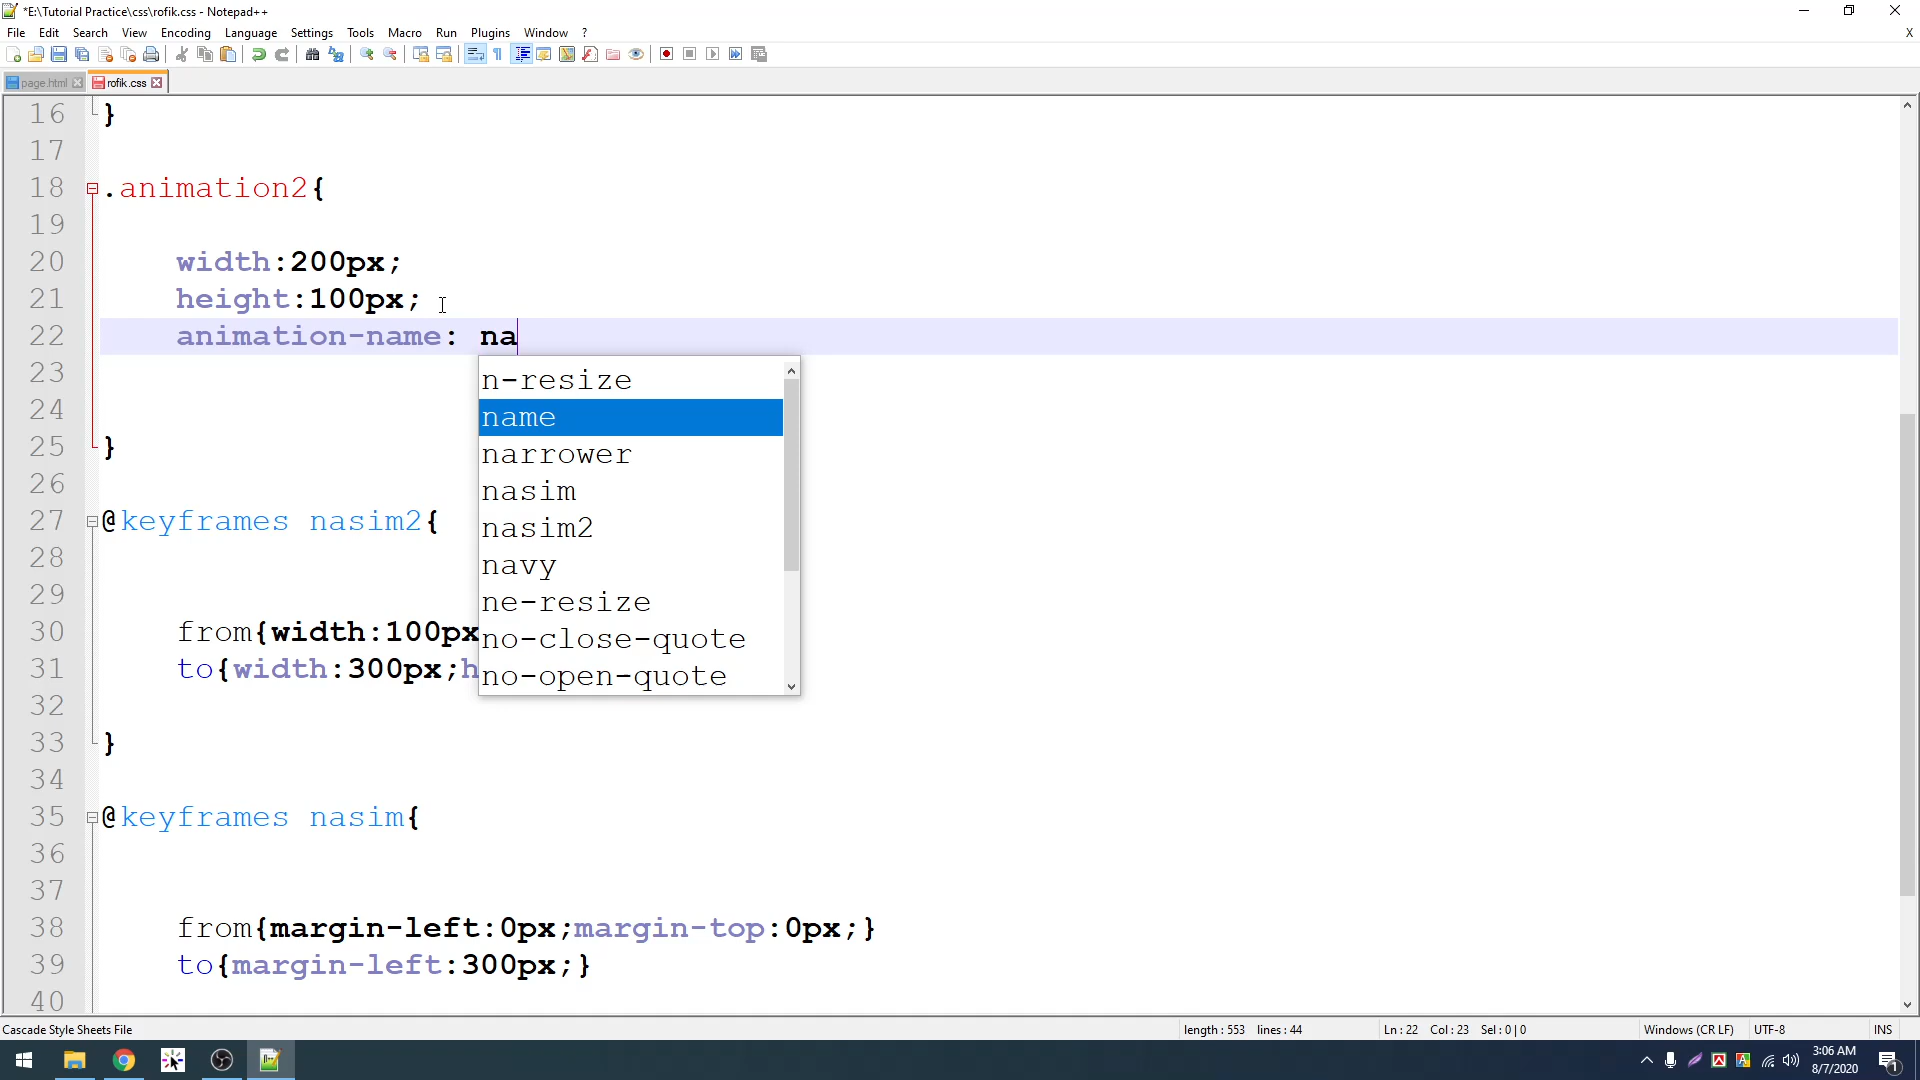 *E:\Tutorial Practice\css\rofik.css - Notepad++
File Edit Search View Encoding Language Settings Tools Macro Run Plugins Window ? X
page.html rofik.css
16 }
17
18 .animation2{
19
20 width:200px;
21 height:100px;
22 animation-name: na
n-resize
name
narrower
nasim
nasim2
navy
ne-resize
no-close-quote
no-open-quote
23
24
25 }
26
27 @keyframes nasim2{
28
29
30 from{width:100px
31 to{width:300px;h
32
33 }
34
35 @keyframes nasim{
36
37
38 from{margin-left:0px;margin-top:0px;}
39 to{margin-left:300px;}
40
Cascade Style Sheets File length : 553 lines : 44 Ln : 22 Col : 23 Sel : 0 | 0 Windows (CR LF) UTF-8 INS
3:06 AM
8/7/2020
1